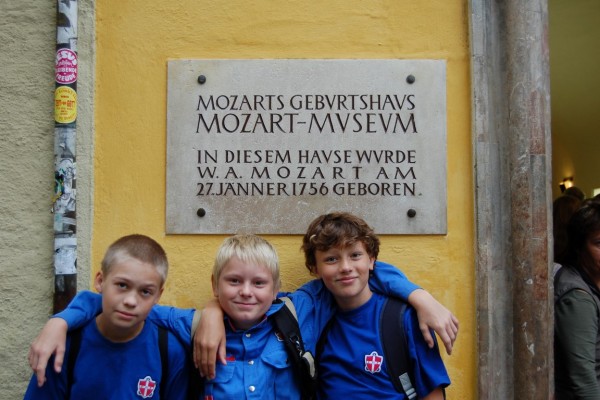 MOZARTS GEBVRTSHAVS
MOZART-MVSEVM
IN DIESEM HAVSE WVRDE
W. A. MOZART AM
27. JÄNNER 1756 GEBOREN.